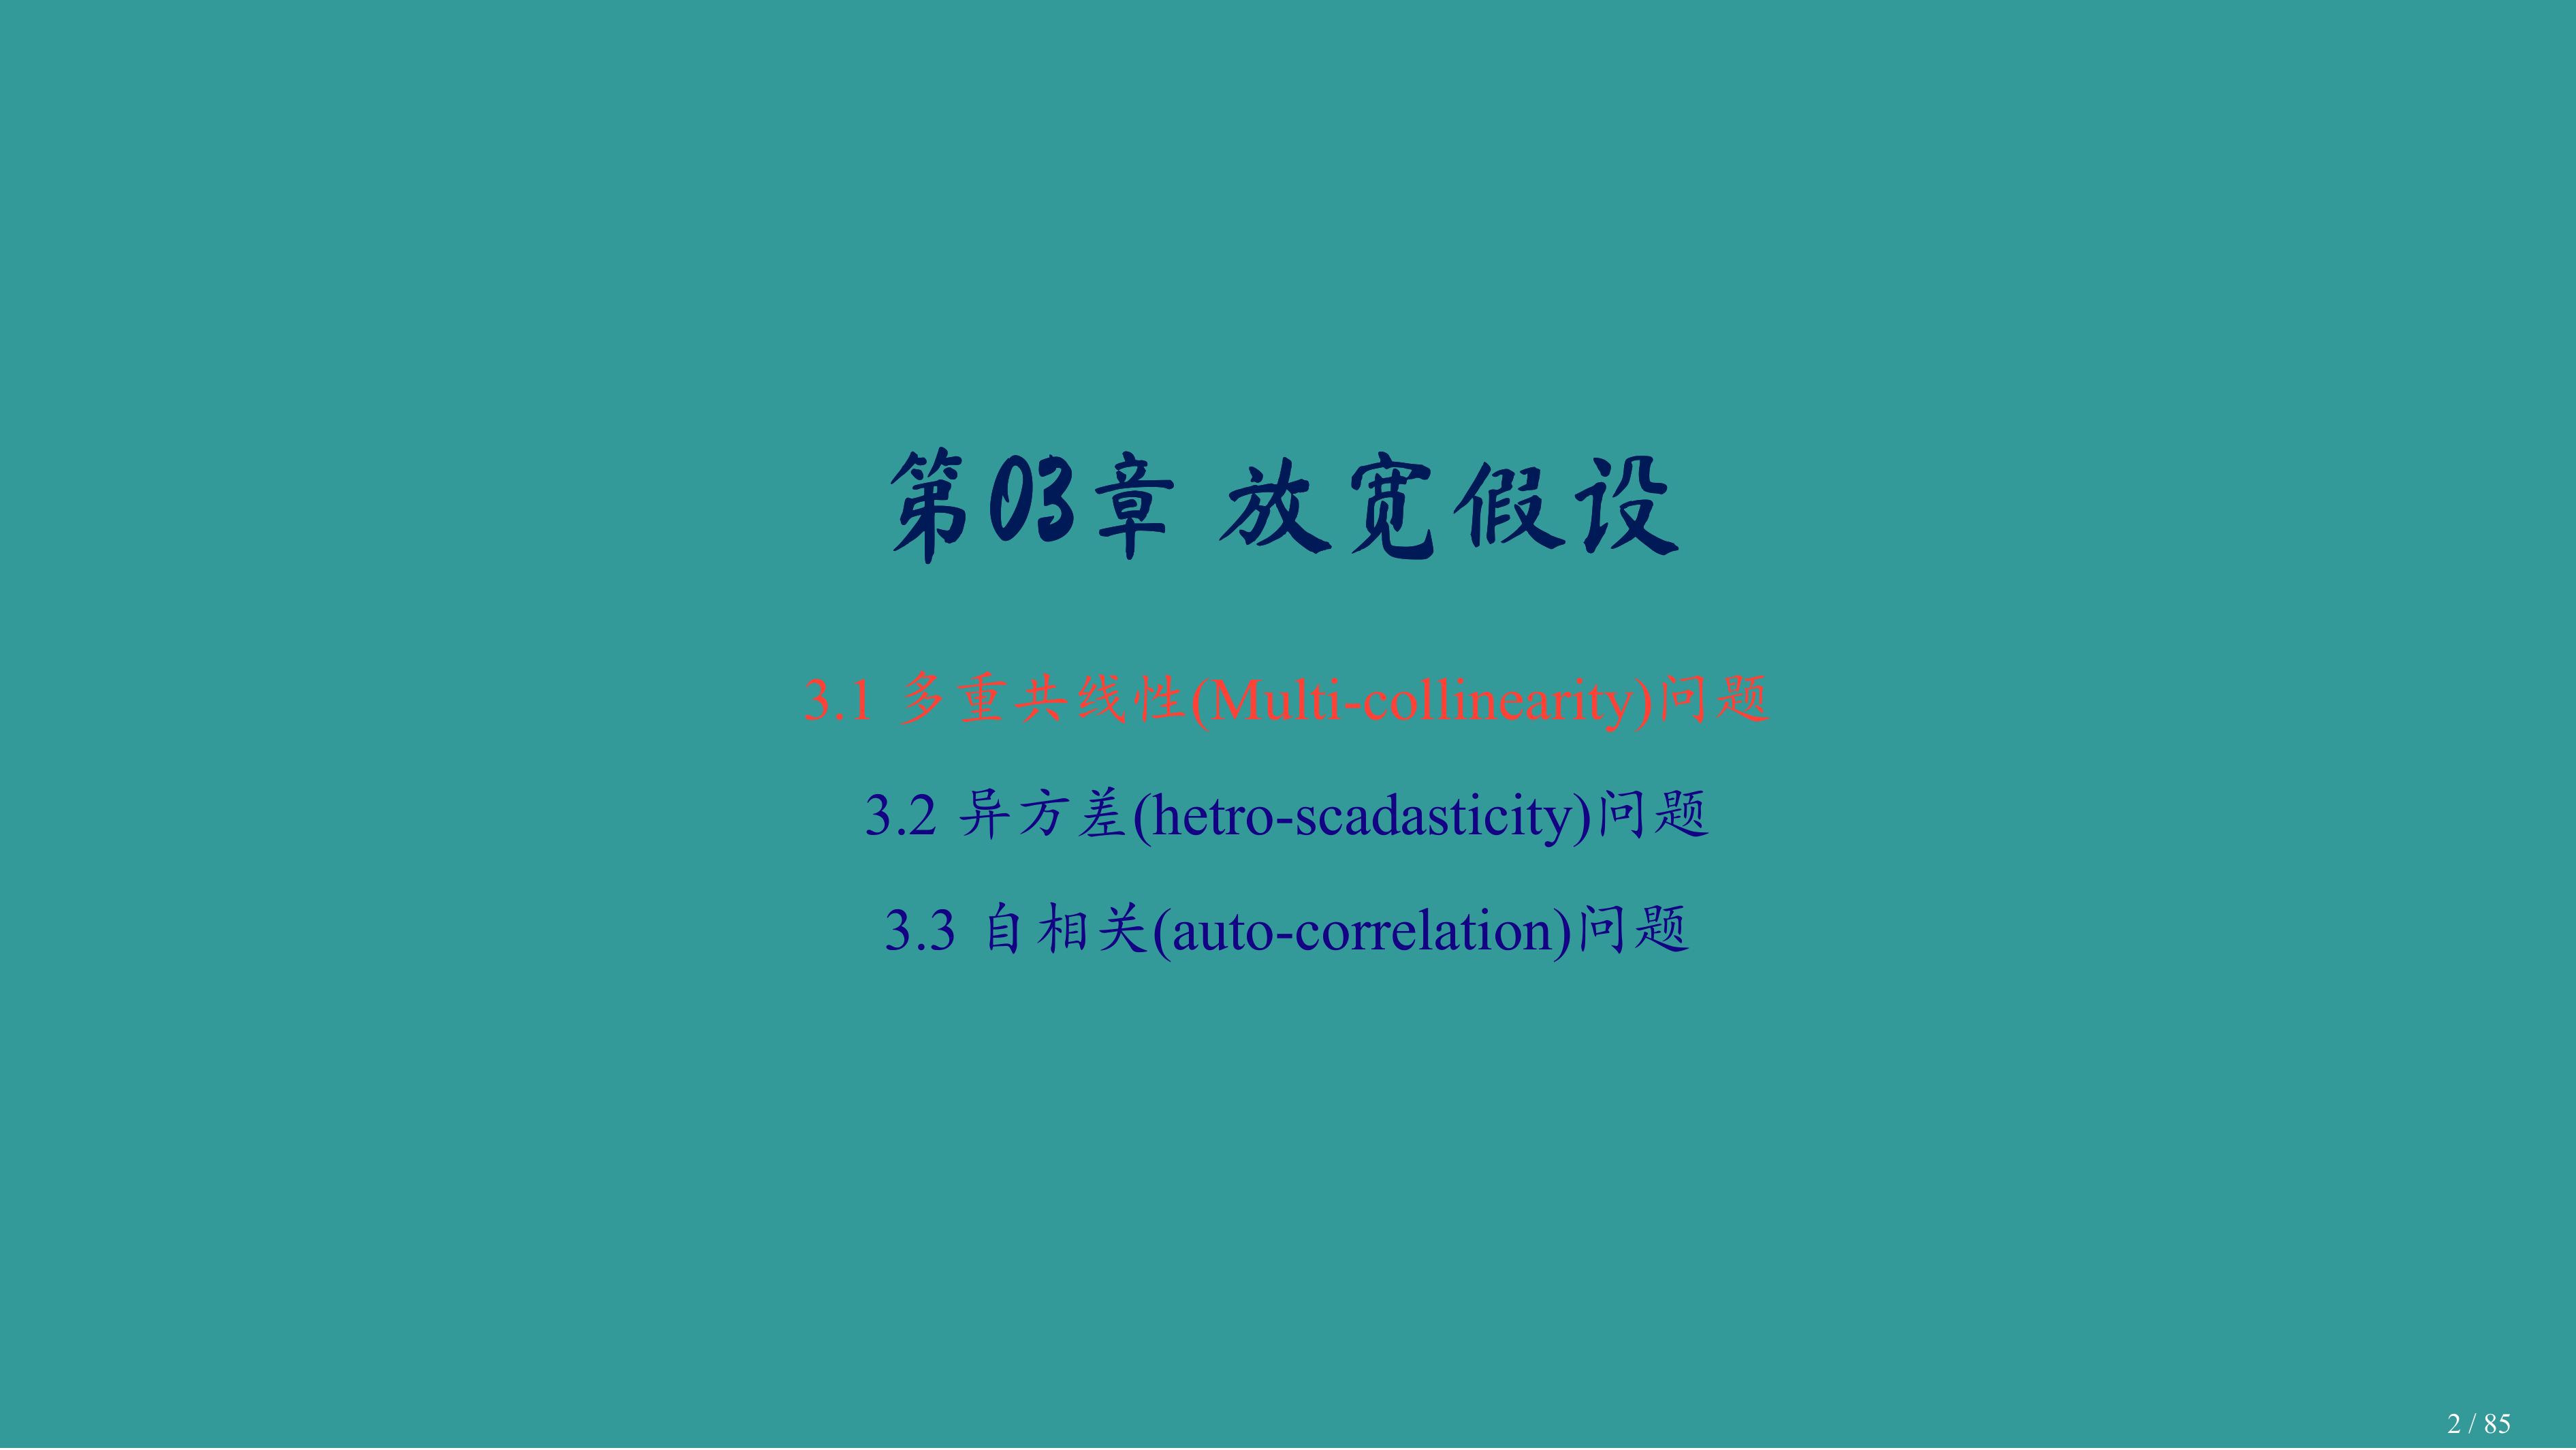 第03章 放宽假设
3.1 多重共线性(Multi-collinearity)问题
3.2 异方差(hetro-scadasticity)问题
3.3 自相关(auto-correlation)问题
2 / 85